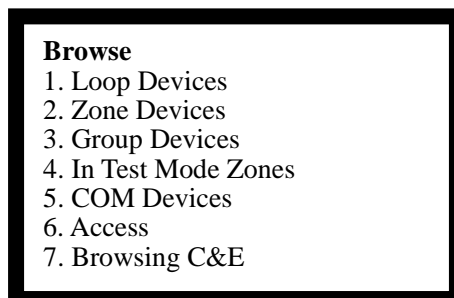 Browse
1. Loop Devices
2. Zone Devices
3. Group Devices
4. In Test Mode Zones
5. COM Devices
6. Access
7. Browsing C&E